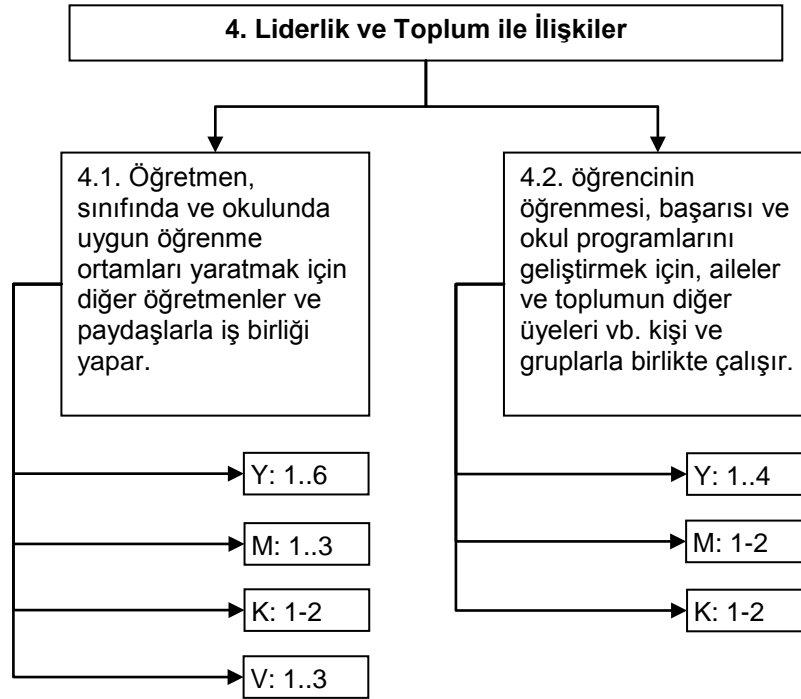 4. Liderlik ve Toplum ile İlişkiler
4.1. Öğretmen,
sınıfında ve okulunda
uygun öğrenme
ortamları yaratmak için
diğer öğretmenler ve
paydaşlarla iş birliği
yapar.
Y: 1..6
M: 1..3
K: 1-2
V: 1..3
4.2. öğrencinin
öğrenmesi, başarısı ve
okul programlarını
geliştirmek için, aileler
ve toplumun diğer
üyeleri vb. kişi ve
gruplarla birlikte çalışır.
Y: 1..4
M: 1-2
K: 1-2